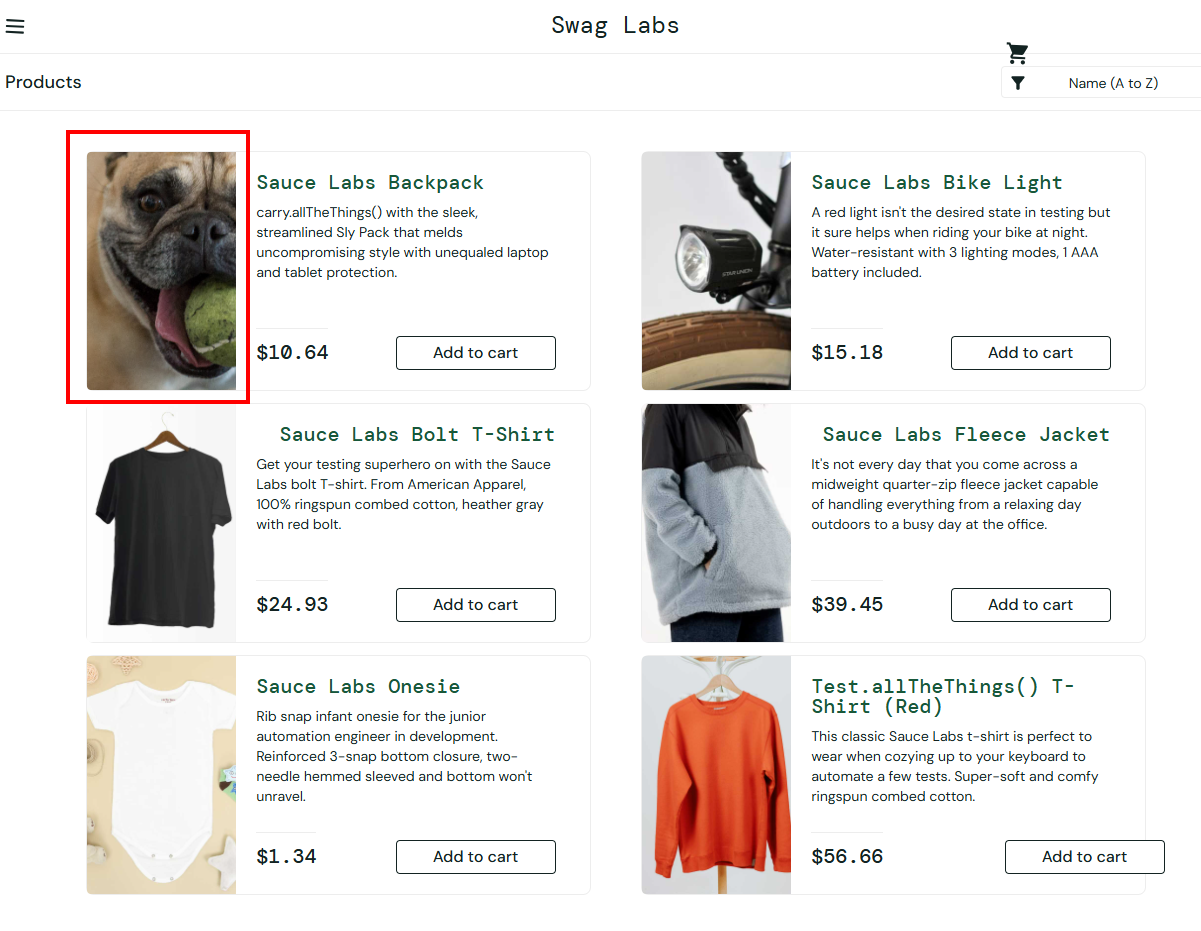 Swag Labs
Products
Name (A to Z)
Sauce Labs Backpack
carry.allTheThings() with the sleek,
streamlined Sly Pack that melds
uncompromising style with unequaled laptop
and tablet protection.
$10.64
Add to cart
Sauce Labs Bike Light
A red light isn't the desired state in testing but
it sure helps when riding your bike at night.
Water-resistant with 3 lighting modes, 1 AAA
battery included.
$15.18
Add to cart
Sauce Labs Bolt T-Shirt
Get your testing superhero on with the Sauce
Labs bolt T-shirt. From American Apparel,
100% ringspun combed cotton, heather gray
with red bolt.
$24.93
Add to cart
Sauce Labs Fleece Jacket
It's not every day that you come across a
midweight quarter-zip fleece jacket capable
of handling everything from a relaxing day
outdoors to a busy day at the office.
$39.45
Add to cart
Sauce Labs Onesie
Rib snap infant onesie for the junior
automation engineer in development.
Reinforced 3-snap bottom closure, two-
needle hemmed sleeved and bottom won't
unravel.
$1.34
Add to cart
Test.allTheThings() T-
Shirt (Red)
This classic Sauce Labs t-shirt is perfect to
wear when cozying up to your keyboard to
automate a few tests. Super-soft and comfy
ringspun combed cotton.
$56.66
Add to cart